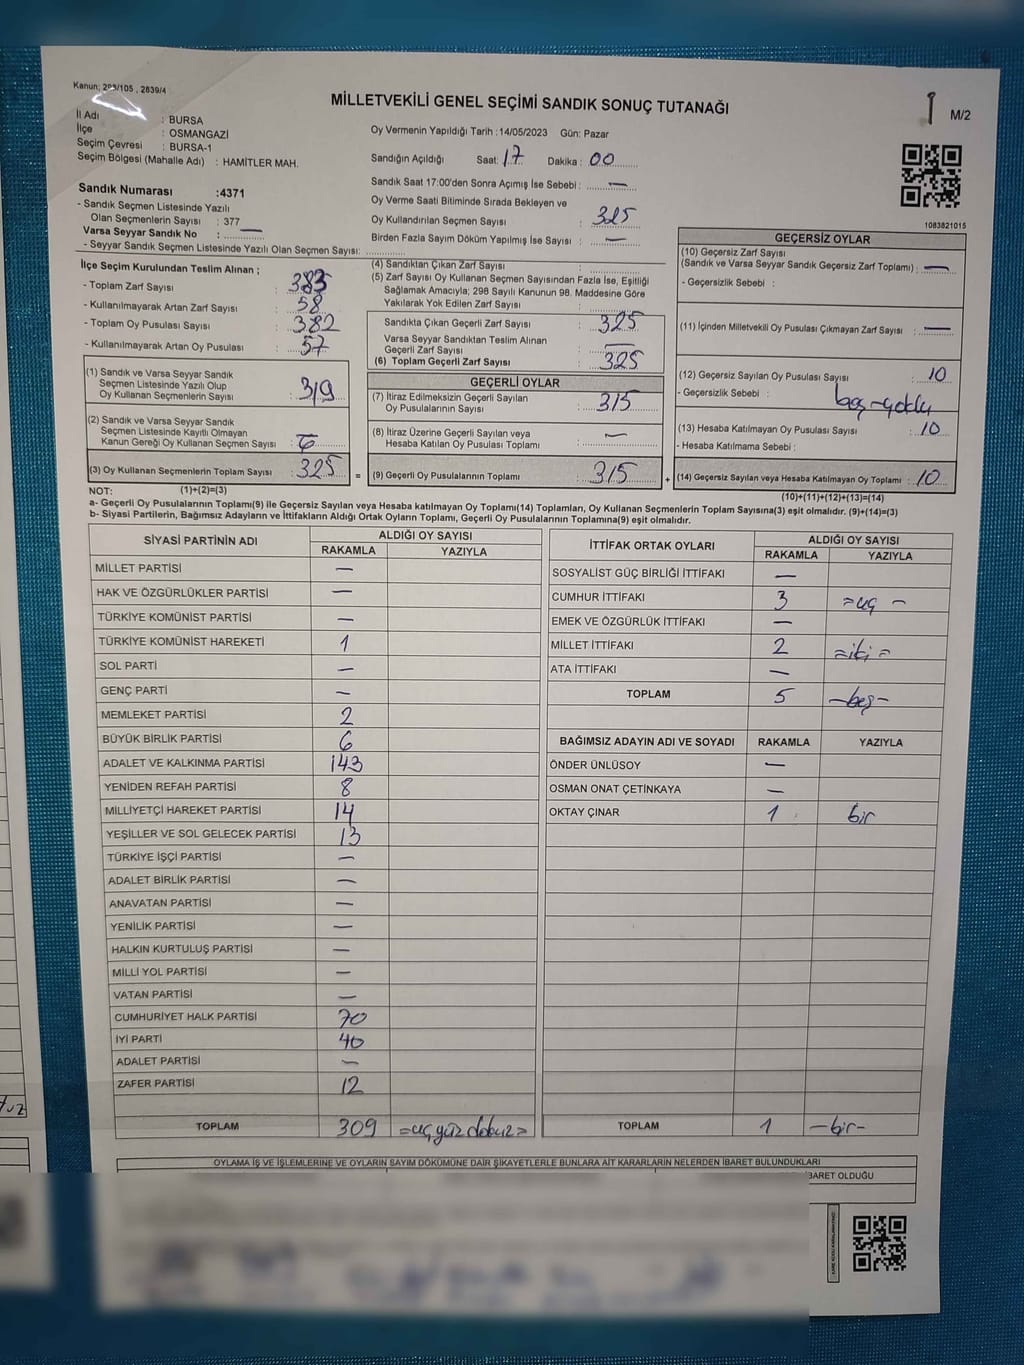 Kanun: 298/105 , 2839/4
MİLLETVEKİLİ GENEL SEÇİMİ SANDIK SONUÇ TUTANAĞI
1
M/2
İl Adı : BURSA
İlçe : OSMANGAZİ
Seçim Çevresi : BURSA-1
Seçim Bölgesi (Mahalle Adı) : HAMİTLER MAH.
Sandık Numarası :4371
- Sandık Seçmen Listesinde Yazılı
Olan Seçmenlerin Sayısı : 377
Varsa Seyyar Sandık No : —
- Seyyar Sandık Seçmen Listesinde Yazılı Olan Seçmen Sayısı:
Oy Vermenin Yapıldığı Tarih :14/05/2023 Gün: Pazar
Sandığın Açıldığı Saat: 17 Dakika : 00
Sandık Saat 17:00'den Sonra Açımış İse Sebebi : —
Oy Verme Saati Bitiminde Sırada Bekleyen ve
Oy Kullandırılan Seçmen Sayısı : 325
Birden Fazla Sayım Döküm Yapılmış İse Sayısı : —
1083821015
İlçe Seçim Kurulundan Teslim Alınan ;
- Toplam Zarf Sayısı : 383
- Kullanılmayarak Artan Zarf Sayısı : 58
- Toplam Oy Pusulası Sayısı : 382
- Kullanılmayarak Artan Oy Pusulası : 57
(1) Sandık ve Varsa Seyyar Sandık
Seçmen Listesinde Yazılı Olup
Oy Kullanan Seçmenlerin Sayısı : 319
(2) Sandık ve Varsa Seyyar Sandık
Seçmen Listesinde Kayıtlı Olmayan
Kanun Gereği Oy Kullanan Seçmen Sayısı : 6
(3) Oy Kullanan Seçmenlerin Toplam Sayısı : 325 =
(4) Sandıktan Çıkan Zarf Sayısı :
(5) Zarf Sayısı Oy Kullanan Seçmen Sayısından Fazla İse, Eşitliği
Sağlamak Amacıyla; 298 Sayılı Kanunun 98. Maddesine Göre
Yakılarak Yok Edilen Zarf Sayısı :
Sandıkta Çıkan Geçerli Zarf Sayısı : 325
Varsa Seyyar Sandıktan Teslim Alınan
Geçerli Zarf Sayısı : —
(6) Toplam Geçerli Zarf Sayısı : 325
GEÇERLİ OYLAR
(7) İtiraz Edilmeksizin Geçerli Sayılan
Oy Pusulalarının Sayısı : 315
(8) İtiraz Üzerine Geçerli Sayılan veya
Hesaba Katılan Oy Pusulaları Toplamı : —
(9) Geçerli Oy Pusulalarının Toplamı : 315 +
GEÇERSİZ OYLAR
(10) Geçersiz Zarf Sayısı
(Sandık ve Varsa Seyyar Sandık Geçersiz Zarf Toplamı) : —
- Geçersizlik Sebebi :
(11) İçinden Milletvekili Oy Pusulası Çıkmayan Zarf Sayısı : —
(12) Geçersiz Sayılan Oy Pusulası Sayısı : 10
- Geçersizlik Sebebi : boş-çoklu
(13) Hesaba Katılmayan Oy Pusulası Sayısı : 10
- Hesaba Katılmama Sebebi :
(14) Geçersiz Sayılan veya Hesaba Katılmayan Oy Toplamı : 10
NOT: (1)+(2)=(3)
(10)+(11)+(12)+(13)=(14)
a- Geçerli Oy Pusulalarının Toplamı(9) ile Geçersiz Sayılan veya Hesaba Katılmayan Oy Toplamı(14) Toplamları, Oy Kullanan Seçmenlerin Toplam Sayısına(3) eşit olmalıdır. (9)+(14)=(3)
b- Siyasi Partilerin, Bağımsız Adayların ve İttifakların Aldığı Ortak Oyların Toplamı, Geçerli Oy Pusulalarının Toplamına(9) eşit olmalıdır.
SİYASİ PARTİNİN ADI ALDIĞI OY SAYISI
RAKAMLA YAZIYLA
MİLLET PARTİSİ —
HAK VE ÖZGÜRLÜKLER PARTİSİ —
TÜRKİYE KOMÜNİST PARTİSİ —
TÜRKİYE KOMÜNİST HAREKETİ 1
SOL PARTİ —
GENÇ PARTİ —
MEMLEKET PARTİSİ 2
BÜYÜK BİRLİK PARTİSİ 6
ADALET VE KALKINMA PARTİSİ 143
YENİDEN REFAH PARTİSİ 8
MİLLİYETÇİ HAREKET PARTİSİ 14
YEŞİLLER VE SOL GELECEK PARTİSİ 13
TÜRKİYE İŞÇİ PARTİSİ —
ADALET BİRLİK PARTİSİ —
ANAVATAN PARTİSİ —
YENİLİK PARTİSİ —
HALKIN KURTULUŞ PARTİSİ —
MİLLİ YOL PARTİSİ —
VATAN PARTİSİ —
CUMHURİYET HALK PARTİSİ 70
İYİ PARTİ 40
ADALET PARTİSİ —
ZAFER PARTİSİ 12
TOPLAM 309 =üçyüz dokuz=
İTTİFAK ORTAK OYLARI ALDIĞI OY SAYISI
RAKAMLA YAZIYLA
SOSYALİST GÜÇ BİRLİĞİ İTTİFAKI —
CUMHUR İTTİFAKI 3 =üç —
EMEK VE ÖZGÜRLÜK İTTİFAKI —
MİLLET İTTİFAKI 2 =iki =
ATA İTTİFAKI —
TOPLAM 5 —beş—
BAĞIMSIZ ADAYIN ADI VE SOYADI RAKAMLA YAZIYLA
ÖNDER ÜNLÜSOY —
OSMAN ONAT ÇETİNKAYA —
OKTAY ÇINAR 1 bir
TOPLAM 1 —bir—
OYLAMA İŞ VE İŞLEMLERİNE VE OYLARIN SAYIM DÖKÜMÜNE DAİR ŞİKAYETLERLE BUNLARA AİT KARARLARIN NELERDEN İBARET BULUNDUKLARI
İBARET OLDUĞU